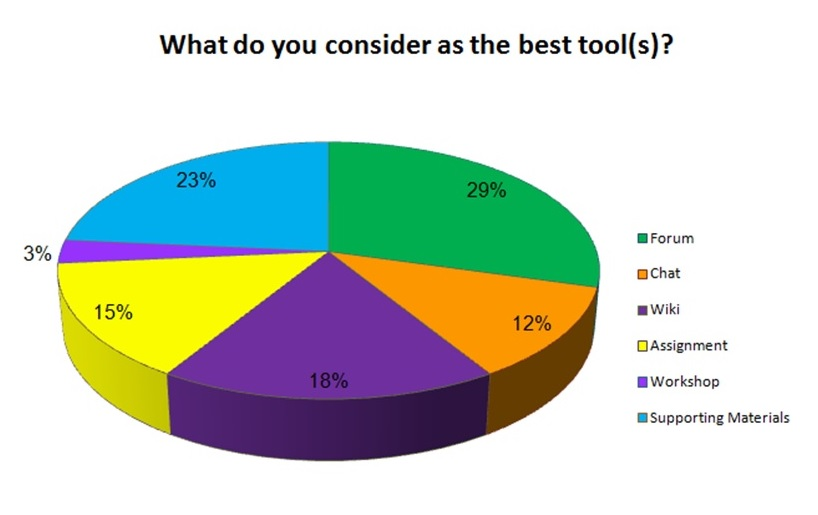 What do you consider as the best tool(s)?
23%
29%
3%
15%
12%
18%
Forum
Chat
Wiki
Assignment
Workshop
Supporting Materials